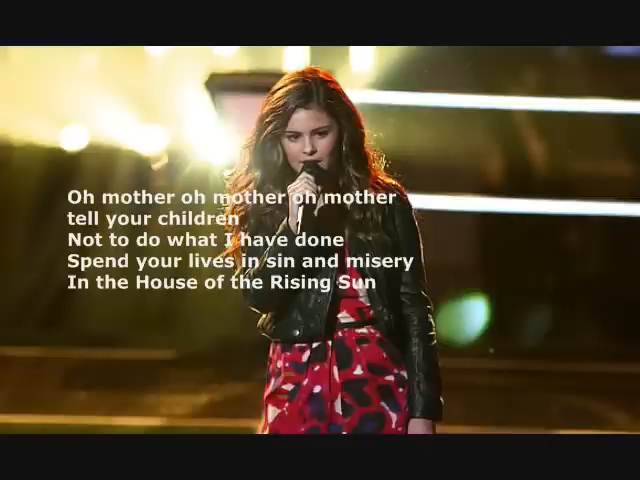 Oh mother oh mother oh mother
tell your children
Not to do what I have done
Spend your lives in sin and misery
In the House of the Rising Sun